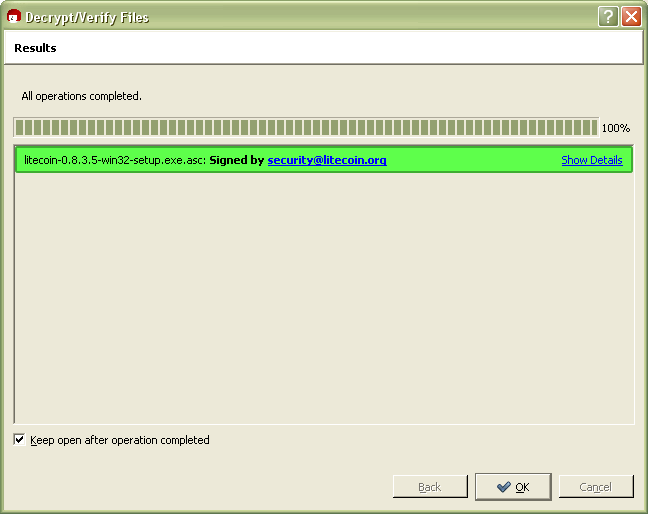 Decrypt/Verify Files
Results
All operations completed.
100%
litecoin-0.8.3.5-win32-setup.exe.asc: Signed by security@litecoin.org Show Details
Keep open after operation completed
Back OK Cancel